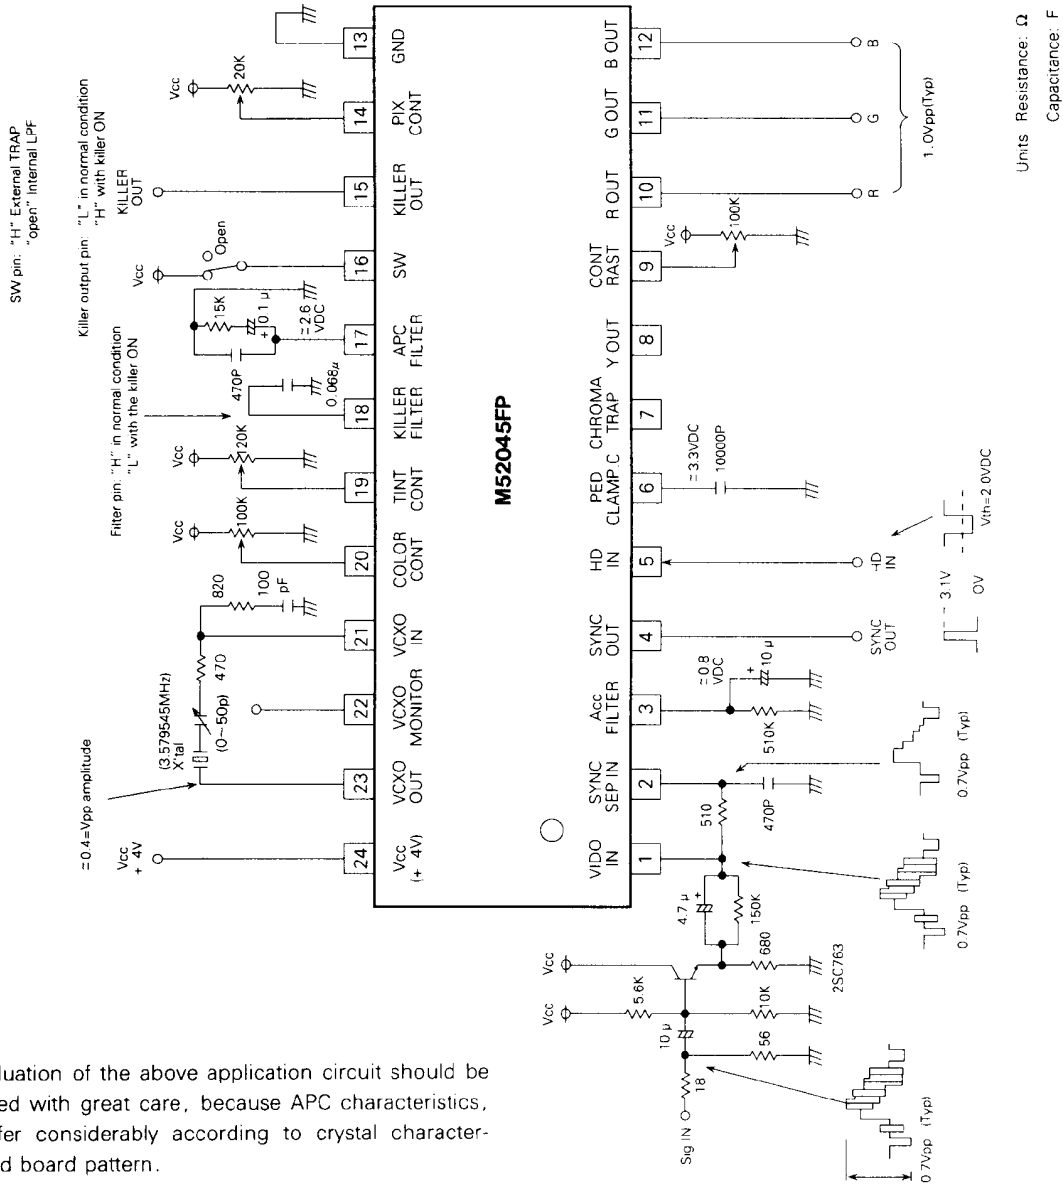 SW pin: "H" External TRAP
"open" Internal LPF
Killer output pin: "L" in normal condition
"H" with killer ON
Filter pin: "H" in normal condition
"L" with the killer ON
≃0.4=Vpp amplitude
Vcc
+ 4V
(3.579545MHz)
X'tal
(0~50p)
470
820
100
pF
Vcc
100K
Vcc
120K
0.068μ
470P
15K
+ 0.1 μ
≃2.6
VDC
Vcc
Open
KILLER
OUT
Vcc
20K
24
23
22
21
20
19
18
17
16
15
14
13
Vcc
(+ 4V)
VCXO
OUT
VCXO
MONITOR
VCXO
IN
COLOR
CONT
TINT
CONT
KILLER
FILTER
APC
FILTER
SW
KILLER
OUT
PIX
CONT
GND
M52045FP
VIDO
IN
SYNC
SEP IN
Acc
FILTER
SYNC
OUT
HD
IN
PED
CLAMP.C
CHROMA
TRAP
Y OUT
CONT
RAST
R OUT
G OUT
B OUT
1
2
3
4
5
6
7
8
9
10
11
12
Sig IN
18
56
10 μ
Vcc
5.6K
10K
Vcc
680
2SC763
4.7 μ
+
150K
510
470P
≃0.8
VDC
510K
+
10 μ
SYNC
OUT
HD
IN
≃3.3VDC
10000P
Vcc
100K
R
G
B
1.0Vpp(Typ)
0.7Vpp (Typ)
0.7Vpp (Typ)
0.7Vpp (Typ)
3.1V
0V
Vth=2.0VDC
Units Resistance: Ω
Capacitance: F
luation of the above application circuit should be
ed with great care, because APC characteristics,
fer considerably according to crystal character-
d board pattern.